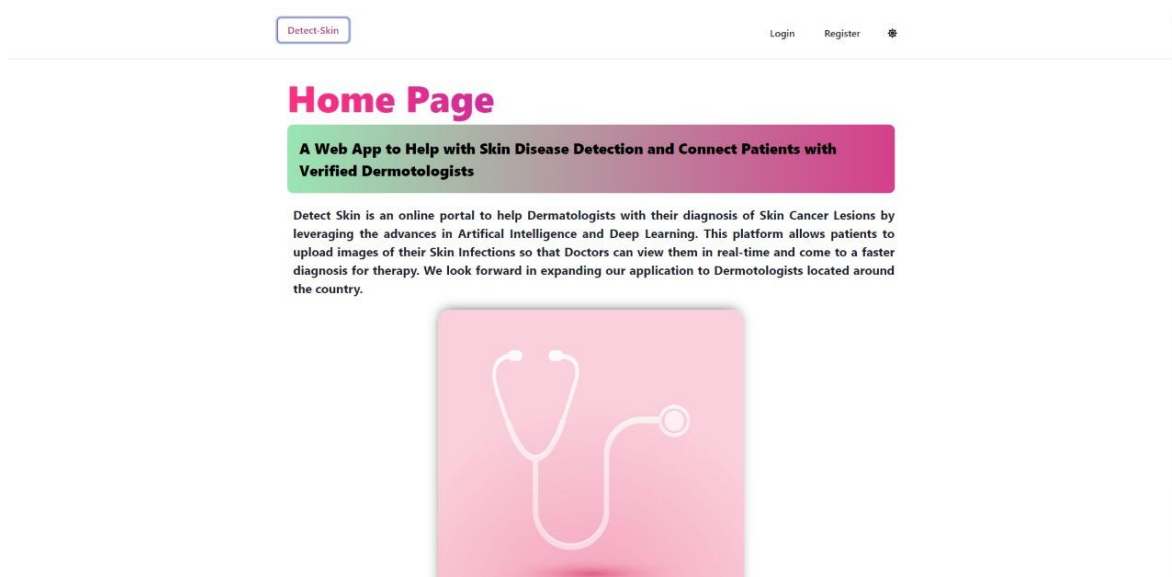 Detect-Skin
Login
Register
Home Page
A Web App to Help with Skin Disease Detection and Connect Patients with
Verified Dermotologists
Detect Skin is an online portal to help Dermatologists with their diagnosis of Skin Cancer Lesions by
leveraging the advances in Artifical Intelligence and Deep Learning. This platform allows patients to
upload images of their Skin Infections so that Doctors can view them in real-time and come to a faster
diagnosis for therapy. We look forward in expanding our application to Dermotologists located around
the country.